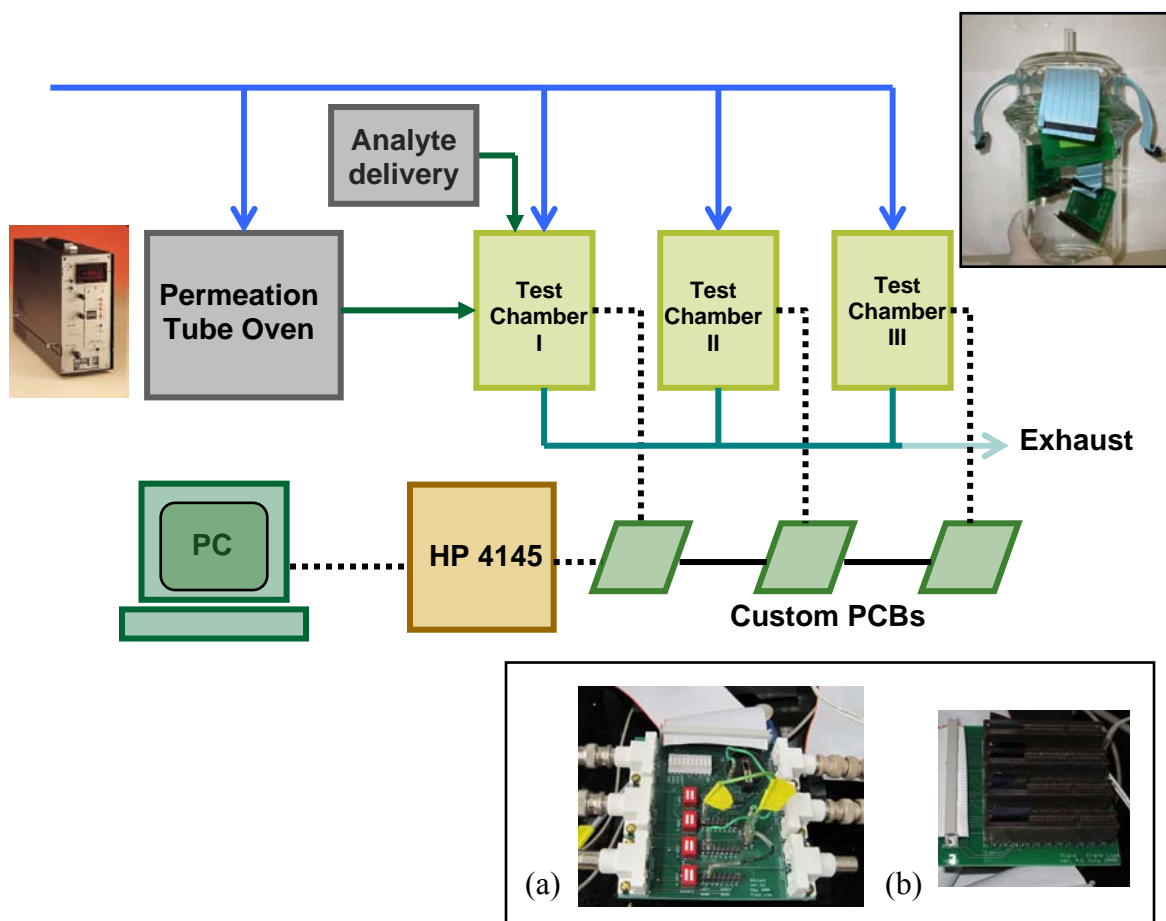 Analyte
delivery
Permeation
Tube Oven
Test
Chamber
I
Test
Chamber
II
Test
Chamber
III
Exhaust
PC
HP 4145
Custom PCBs
(a)
(b)